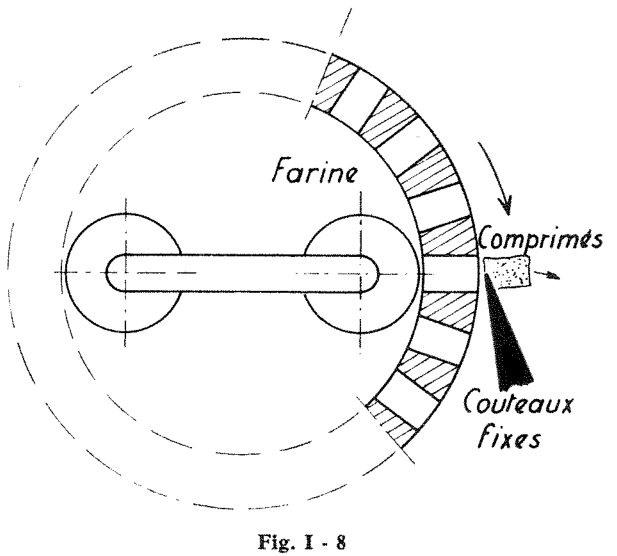 Farine
Comprimés
Couteaux
fixes
Fig. I - 8